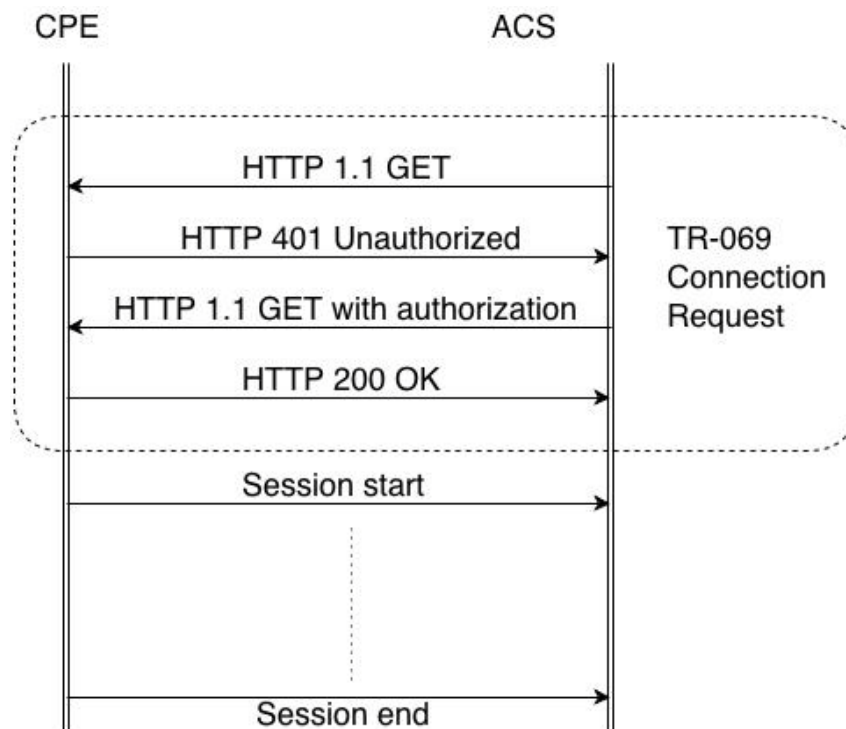 CPE
ACS
HTTP 1.1 GET
HTTP 401 Unauthorized
HTTP 1.1 GET with authorization
HTTP 200 OK
TR-069
Connection
Request
Session start
Session end